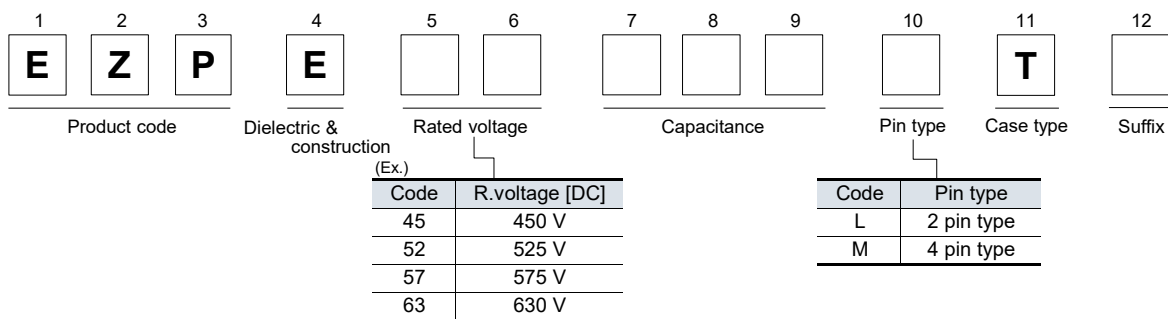 1 2 3 4 5 6 7 8 9 10 11 12
E Z P E T
Product code Dielectric & construction Rated voltage Capacitance Pin type Case type Suffix
(Ex.)
Code R.voltage [DC]
45 450 V
52 525 V
57 575 V
63 630 V
Code Pin type
L 2 pin type
M 4 pin type